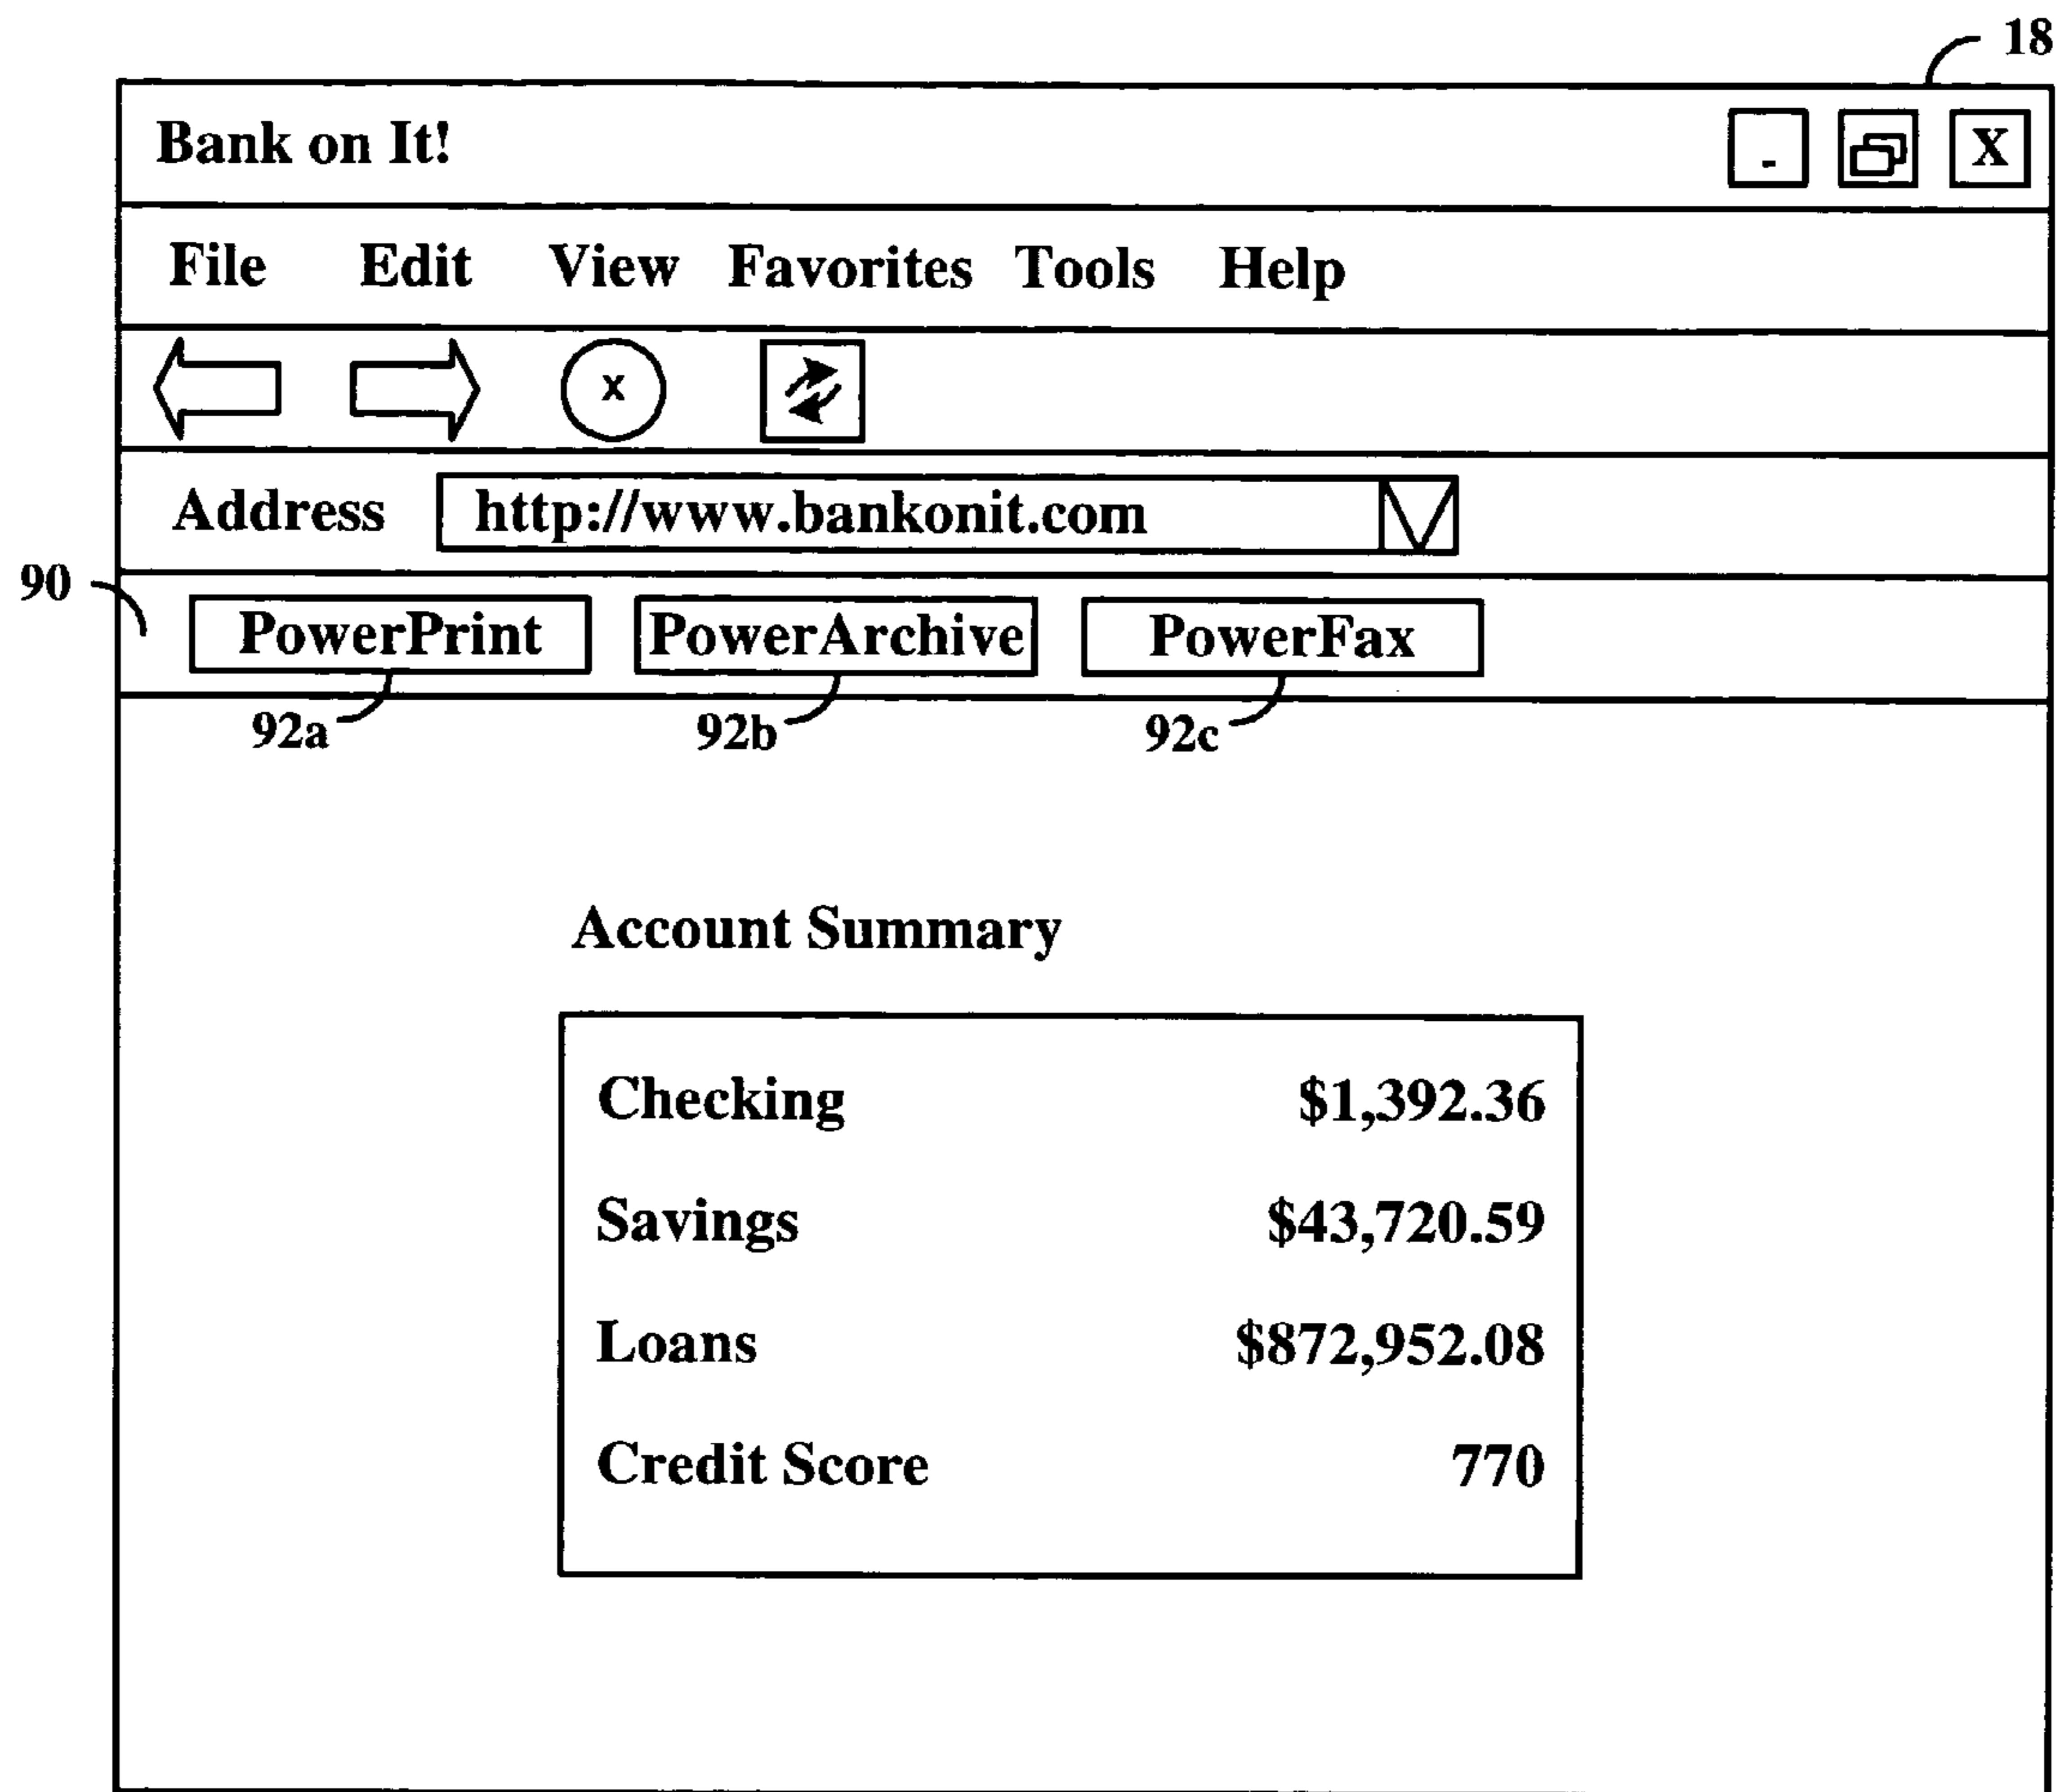 18
Bank on It! - X
File Edit View Favorites Tools Help
x
Address http://www.bankonit.com
90
PowerPrint PowerArchive PowerFax
92a 92b 92c
Account Summary
Checking $1,392.36
Savings $43,720.59
Loans $872,952.08
Credit Score 770